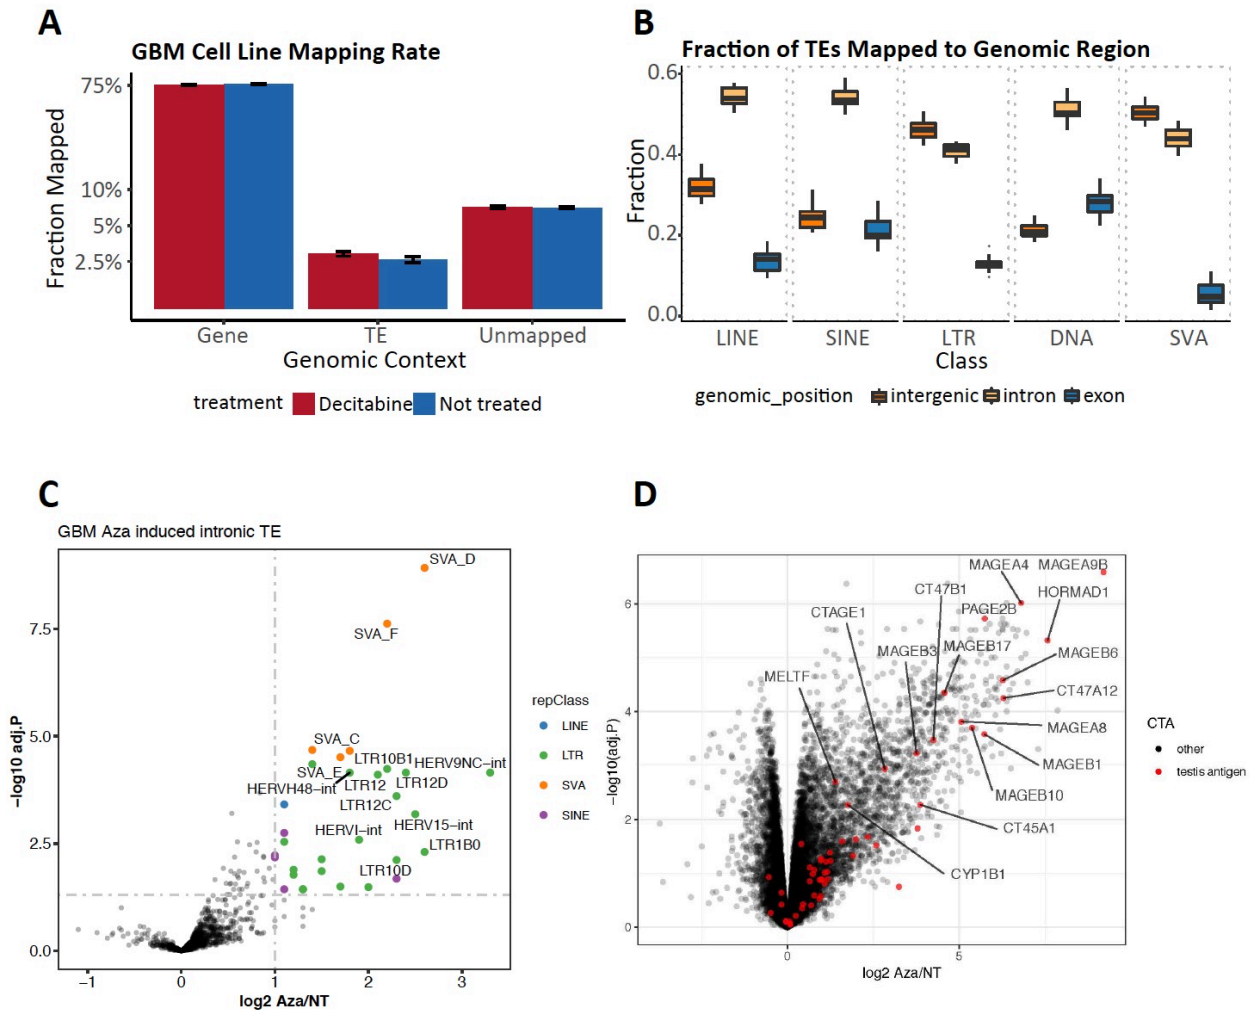 A
GBM Cell Line Mapping Rate
75%
10%
5%
2.5%
Fraction Mapped
Gene
TE
Unmapped
Genomic Context
treatment
Decitabine
Not treated
B
Fraction of TEs Mapped to Genomic Region
0.6
0.4
0.2
0.0
Fraction
LINE
SINE
LTR
DNA
SVA
Class
genomic_position
intergenic
intron
exon
C
GBM Aza induced intronic TE
SVA_D
SVA_F
SVA_C
SVA_E
LTR10B1
HERV9NC-int
HERVH48-int
LTR12
LTR12D
LTR12C
HERVI-int
HERV15-int
LTR1B0
LTR10D
7.5
5.0
2.5
0.0
-log10 adj.P
-1
0
1
2
3
log2 Aza/NT
repClass
LINE
LTR
SVA
SINE
D
MAGEA4
MAGEA9B
CT47B1
HORMAD1
CTAGE1
PAGE2B
MAGEB3
MAGEB17
MAGEB6
MELTF
CT47A12
MAGEA8
MAGEB1
MAGEB10
CT45A1
CYP1B1
6
4
2
0
-log10(adj.P)
0
5
log2 Aza/NT
CTA
other
testis antigen